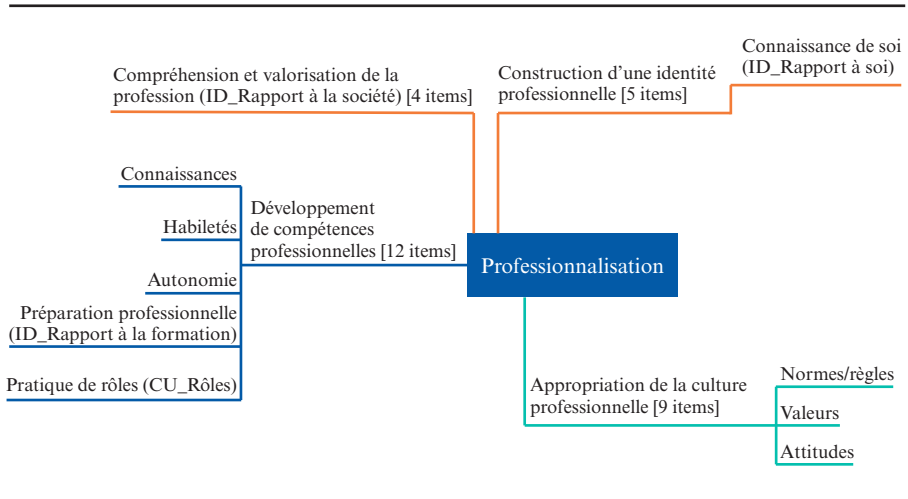 Compréhension et valorisation de la
profession (ID_Rapport à la société) [4 items]
Construction d'une identité
professionnelle [5 items]
Connaissance de soi
(ID_Rapport à soi)
Connaissances
Habiletés
Autonomie
Préparation professionnelle
(ID_Rapport à la formation)
Pratique de rôles (CU_Rôles)
Développement
de compétences
professionnelles [12 items]
Professionnalisation
Appropriation de la culture
professionnelle [9 items]
Normes/règles
Valeurs
Attitudes